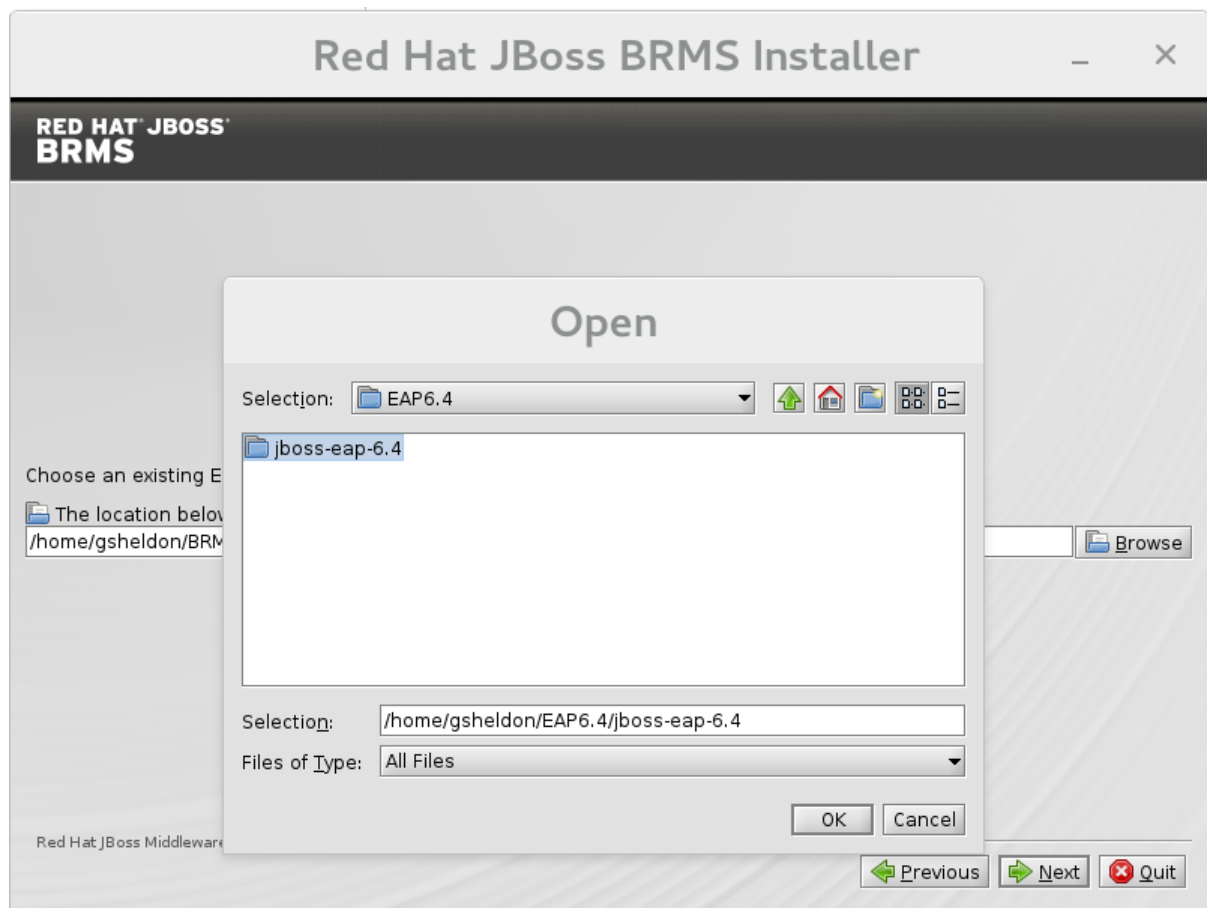 Red Hat JBoss BRMS Installer
RED HAT® JBOSS®
BRMS
Open
Selection: EAP6.4
jboss-eap-6.4
Choose an existing E
The location below
/home/gsheldon/BRM
Browse
Selection: /home/gsheldon/EAP6.4/jboss-eap-6.4
Files of Type: All Files
OK Cancel
Red Hat JBoss Middleware
Previous Next Quit